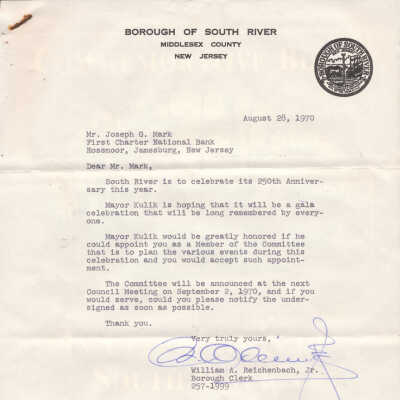 BOROUGH OF SOUTH RIVER
MIDDLESEX COUNTY
NEW JERSEY
August 28, 1970
Mr. Joseph G. Mark
First Charter National Bank
Rossmoor, Jamesburg, New Jersey
Dear Mr. Mark,
South River is to celebrate its 250th Anniver-
sary this year.
Mayor Kulik is hoping that it will be a gala
celebration that will be long remembered by every-
one.
Mayor Kulik would be greatly honored if he
could appoint you as a Member of the Committee
that is to plan the various events during this
celebration and you would accept such appoint-
ment.
The Committee will be announced at the next
Council Meeting on September 2, 1970, and if you
would serve, could you please notify the under-
signed as soon as possible.
Thank you.
Very truly yours,
William A. Reichenbach, Jr.
Borough Clerk
257-1999